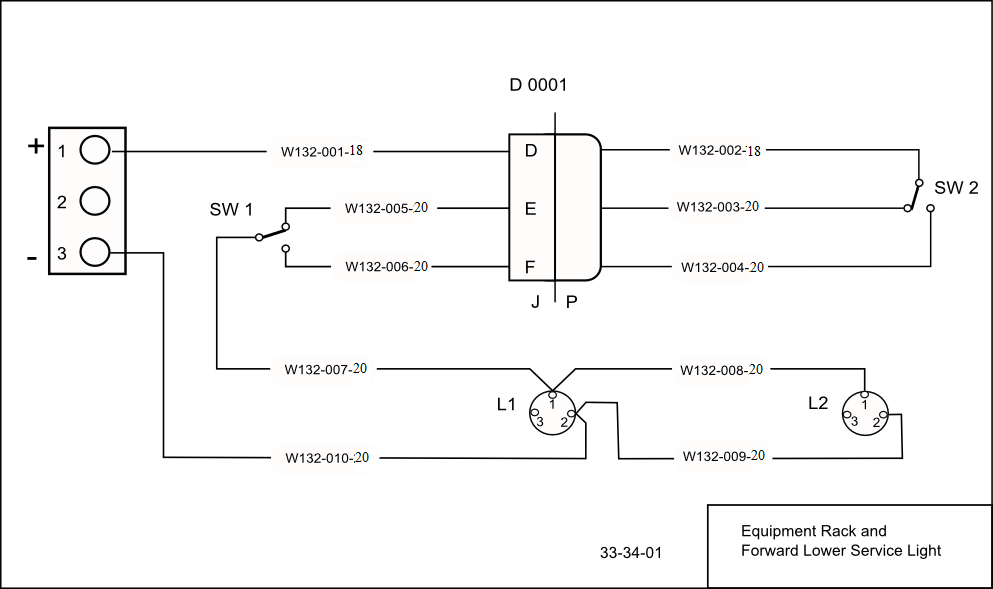 D 0001
+ 1 W132-001-18 D W132-002-18
2 SW 1 W132-005-20 E W132-003-20 SW 2
- 3 W132-006-20 F W132-004-20
J P
W132-007-20 W132-008-20
L1 1 2 3 L2 1 2 3
W132-010-20 W132-009-20
33-34-01
Equipment Rack and
Forward Lower Service Light